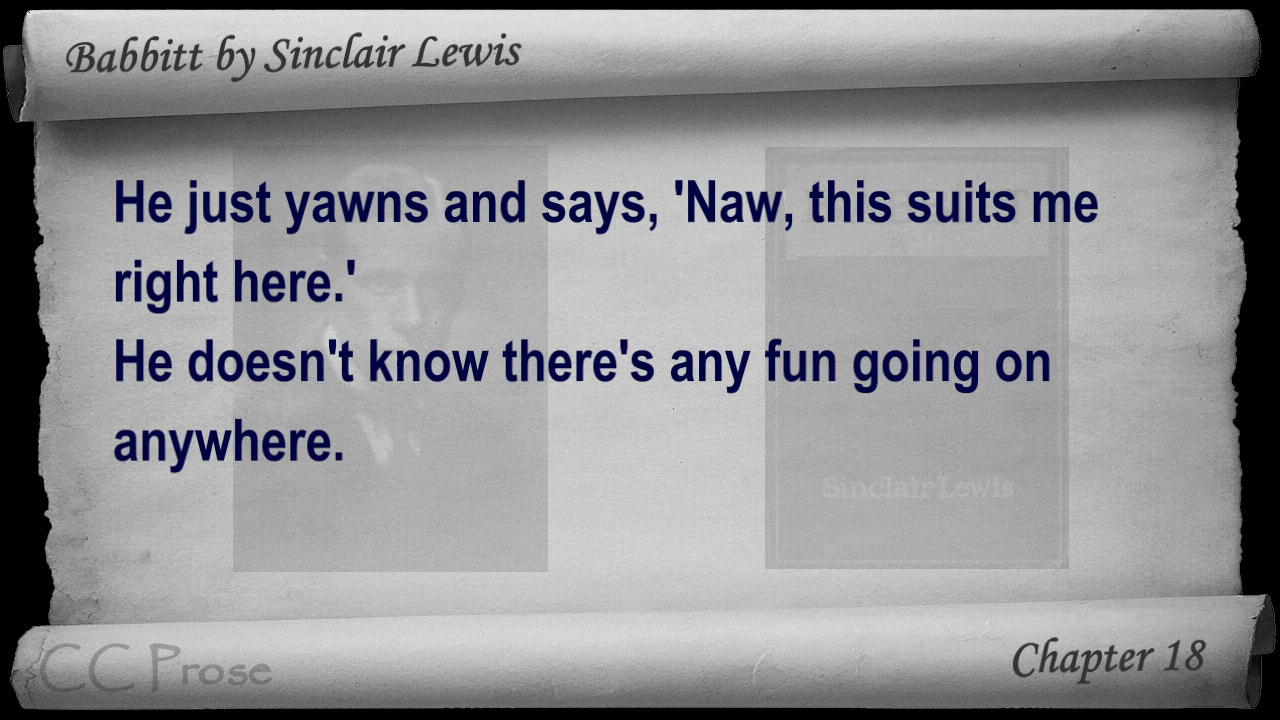 Babbitt by Sinclair Lewis
He just yawns and says, 'Naw, this suits me
right here.'
He doesn't know there's any fun going on
anywhere.
Sinclair Lewis
CC Prose
Chapter 18